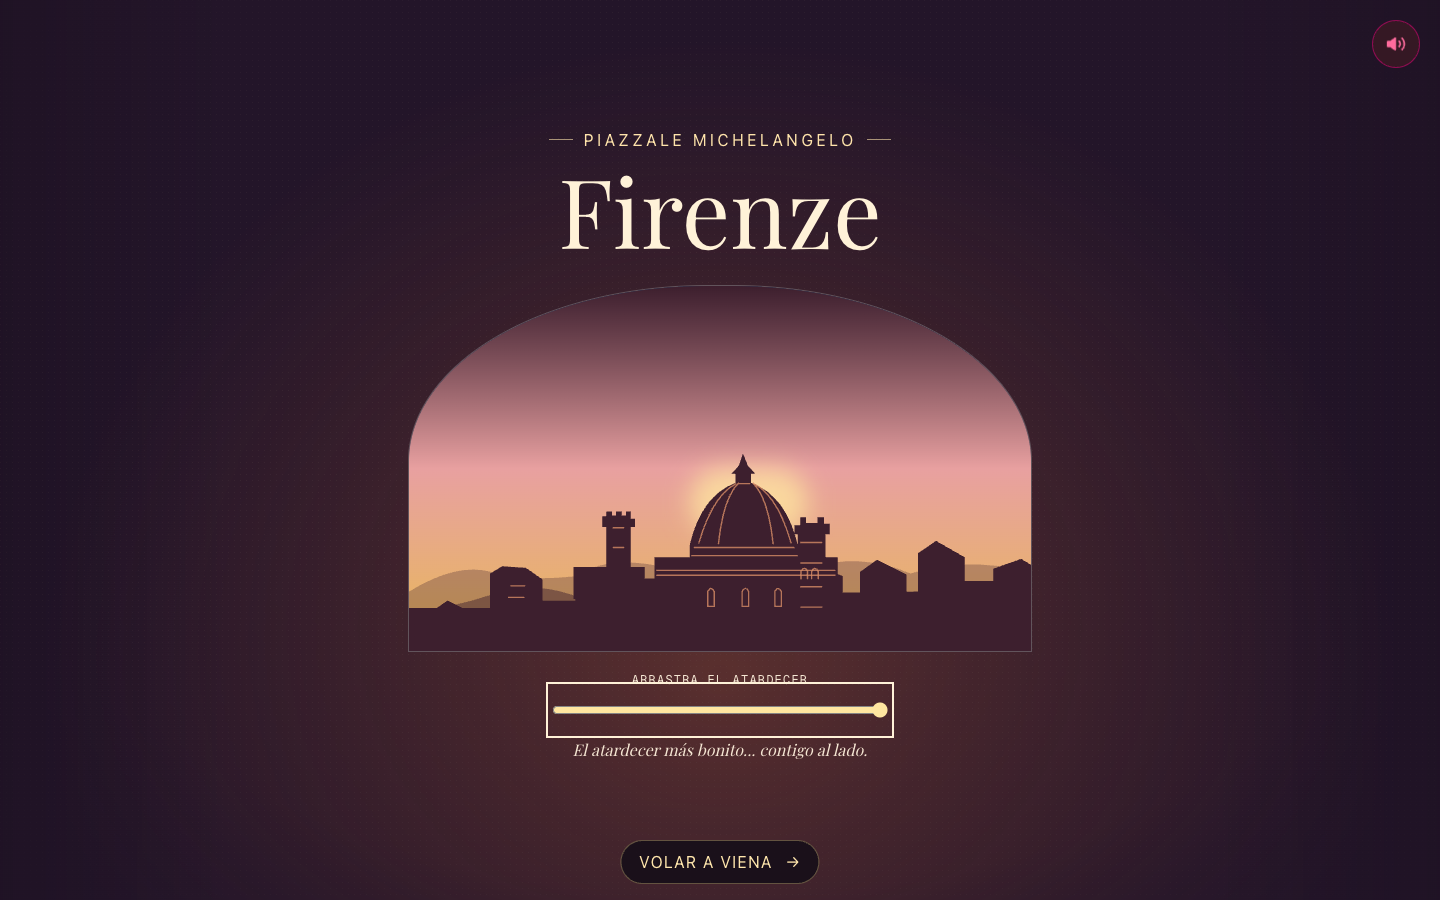 PIAZZALE MICHELANGELO
Firenze
ARRASTRA EL ATARDECER
El atardecer más bonito... contigo al lado.
VOLAR A VIENA →